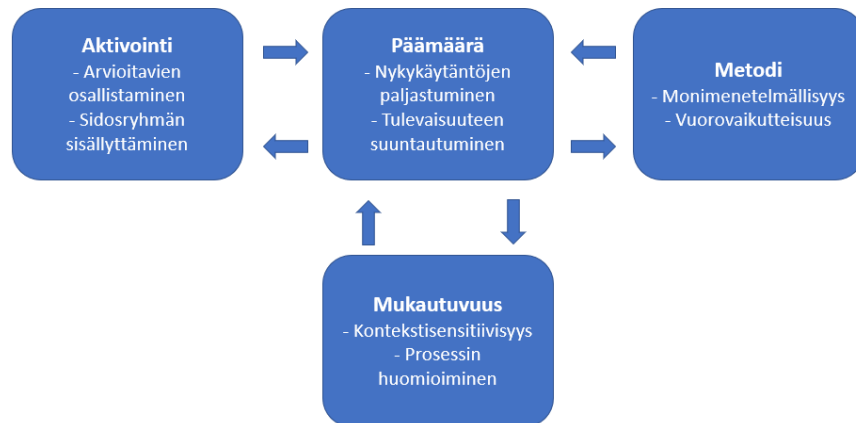 Aktivointi
- Arvioitavien
osallistaminen
- Sidosryhmän
sisällyttäminen
Päämäärä
- Nykykäytäntöjen
paljastuminen
- Tulevaisuuteen
suuntautuminen
Metodi
- Monimenetelmällisyys
- Vuorovaikutteisuus
Mukautuvuus
- Kontekstisensitiivisyys
- Prosessin
huomioiminen